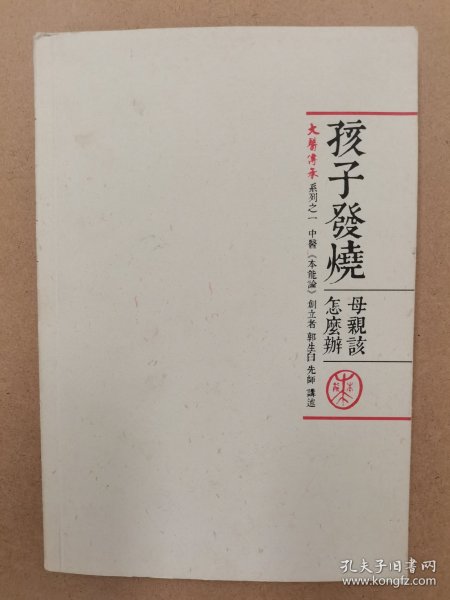 孩子發燒
母親該
怎麼辦
大醫傳承 系列之一 中醫《本能論》創立者 郭生白 先師 講述
孔夫子旧书网
www.kongfz.com